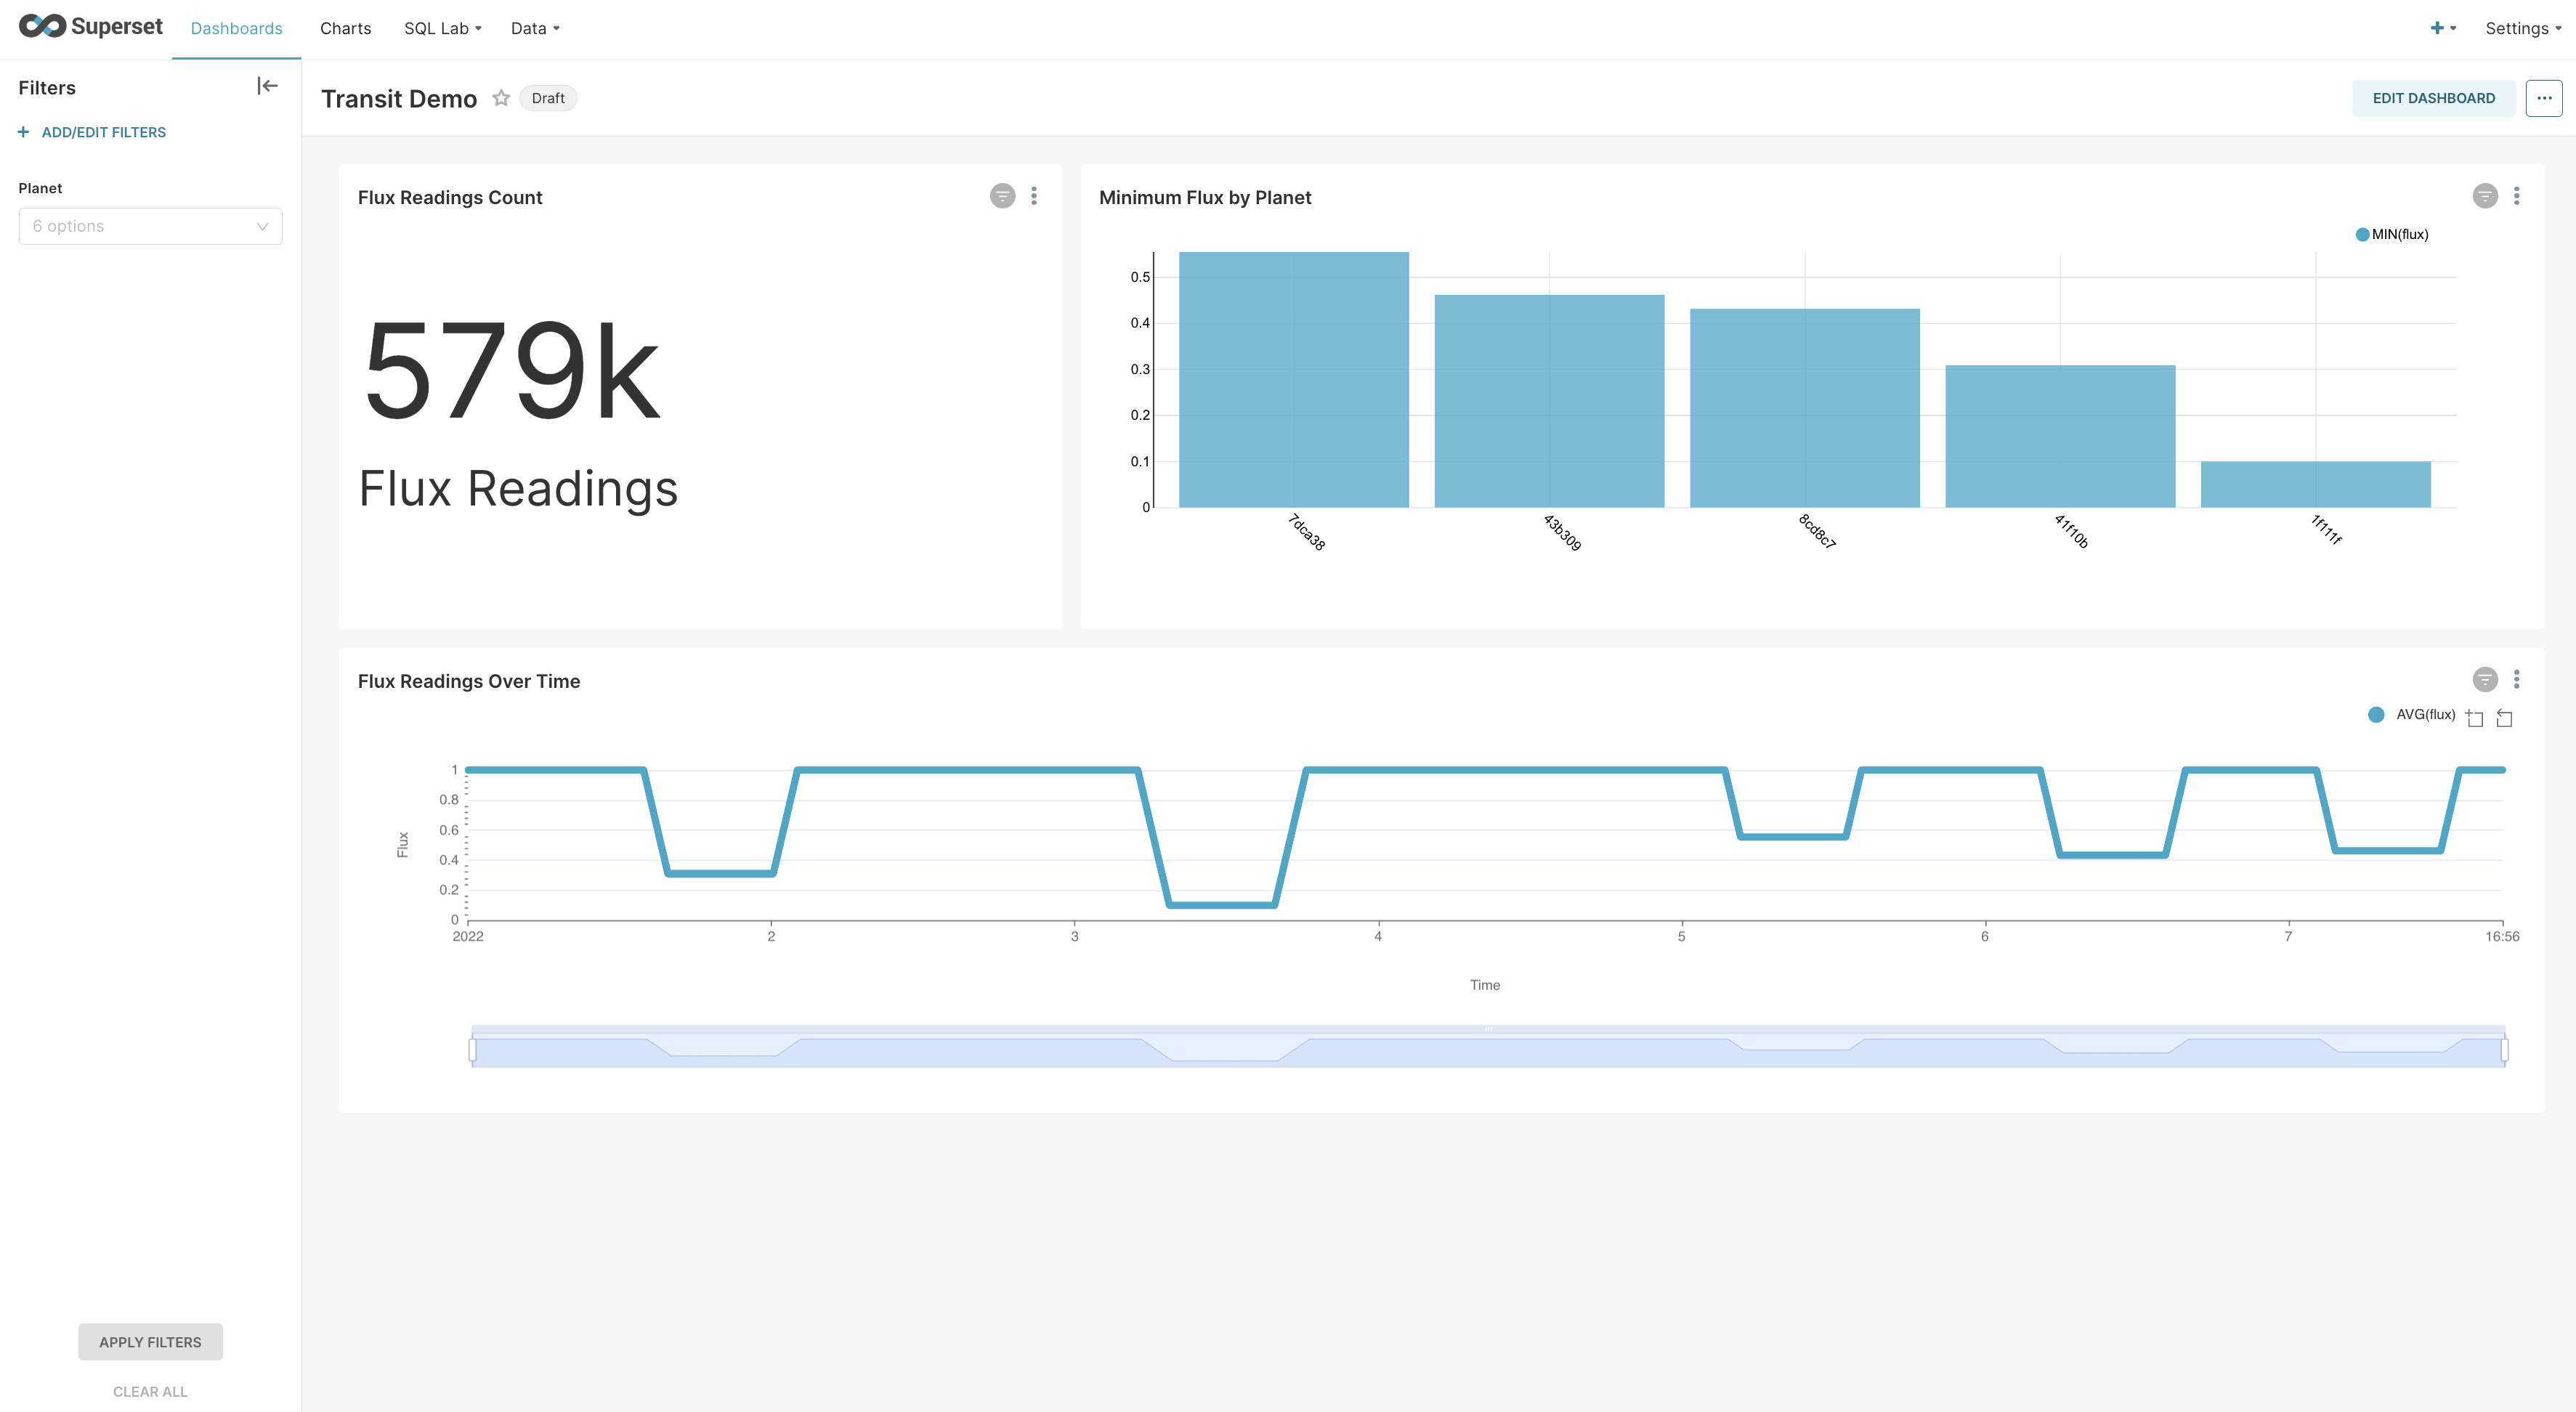 Superset
Dashboards
Charts
SQL Lab
Data
Settings
Filters
ADD/EDIT FILTERS
Planet
6 options
APPLY FILTERS
CLEAR ALL
Transit Demo
Draft
EDIT DASHBOARD
Flux Readings Count
579k
Flux Readings
Minimum Flux by Planet
MIN(flux)
0.5
0.4
0.3
0.2
0.1
0
7dca38
43b309
8cd8c7
41f10b
1f111f
Flux Readings Over Time
AVG(flux)
1
0.8
0.6
0.4
0.2
0
Flux
2022
2
3
4
5
6
7
16:56
Time